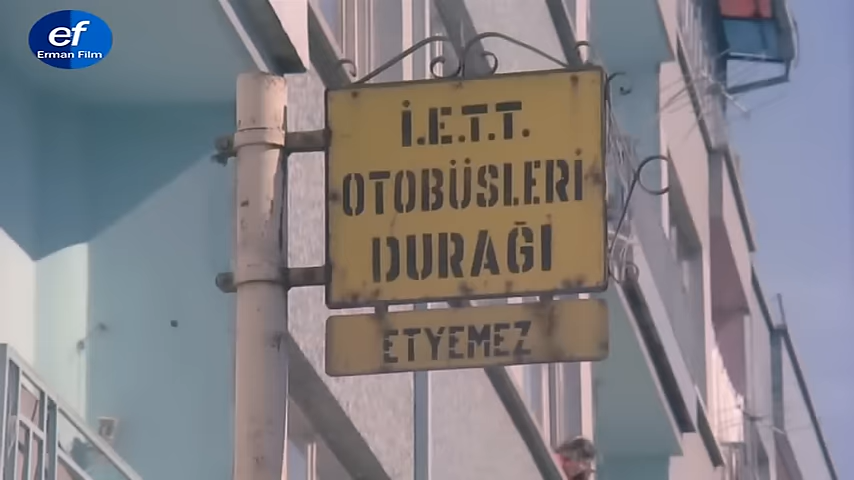 ef
Erman Film
İ.E.T.T.
OTOBÜSLERİ
DURAĞI
ETYEMEZ